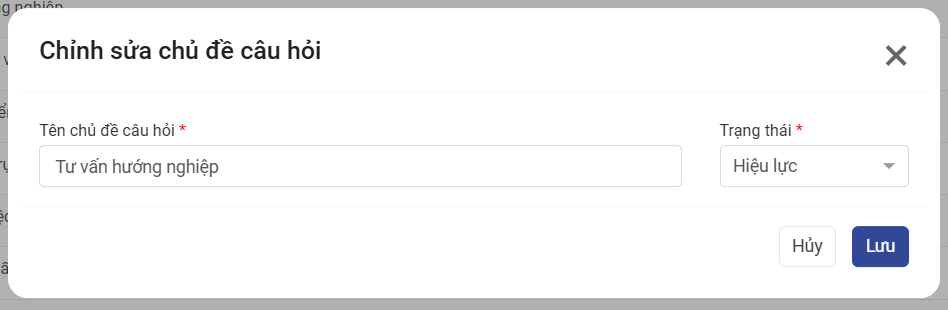 nghiệp
Chỉnh sửa chủ đề câu hỏi
Tên chủ đề câu hỏi *
Trạng thái *
Tư vấn hướng nghiệp
Hiệu lực
Hủy
Lưu